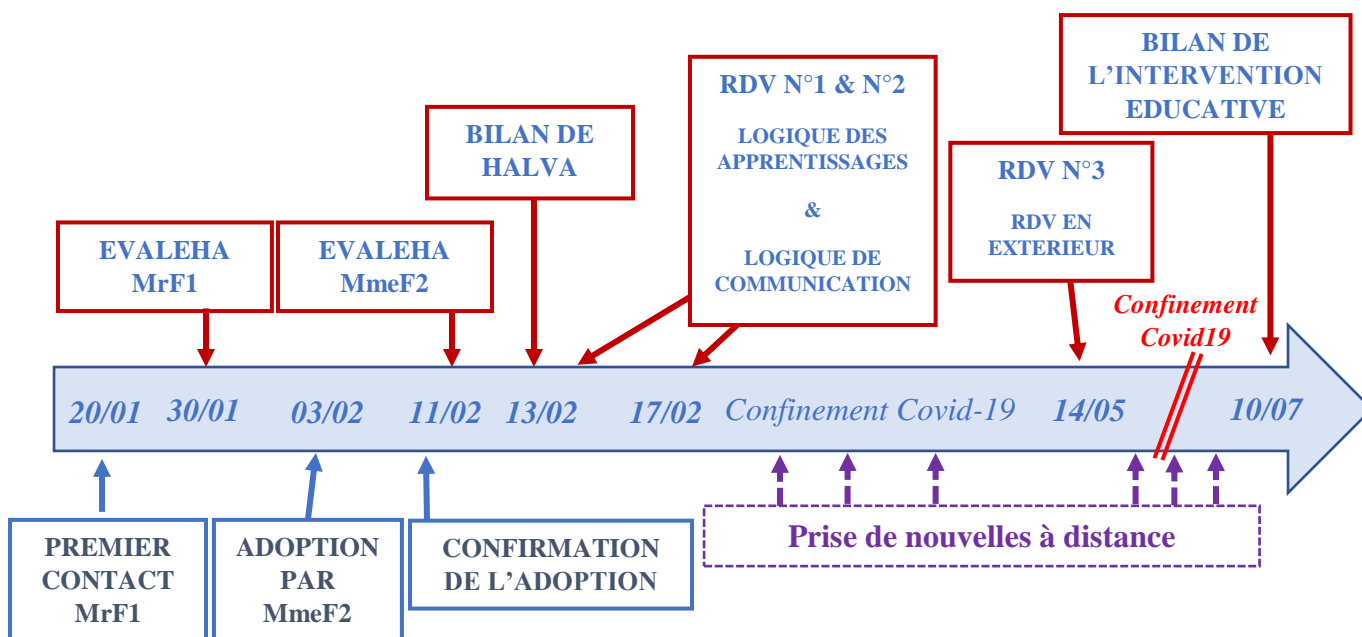 BILAN DE
L'INTERVENTION
EDUCATIVE
RDV N°1 & N°2
LOGIQUE DES
APPRENTISSAGES
&
LOGIQUE DE
COMMUNICATION
BILAN DE
HALVA
RDV N°3
RDV EN
EXTERIEUR
EVALEHA
MrF1
EVALEHA
MmeF2
Confinement
Covid19
20/01 30/01 03/02 11/02 13/02 17/02 Confinement Covid-19 14/05 10/07
PREMIER
CONTACT
MrF1
ADOPTION
PAR
MmeF2
CONFIRMATION
DE L'ADOPTION
Prise de nouvelles à distance